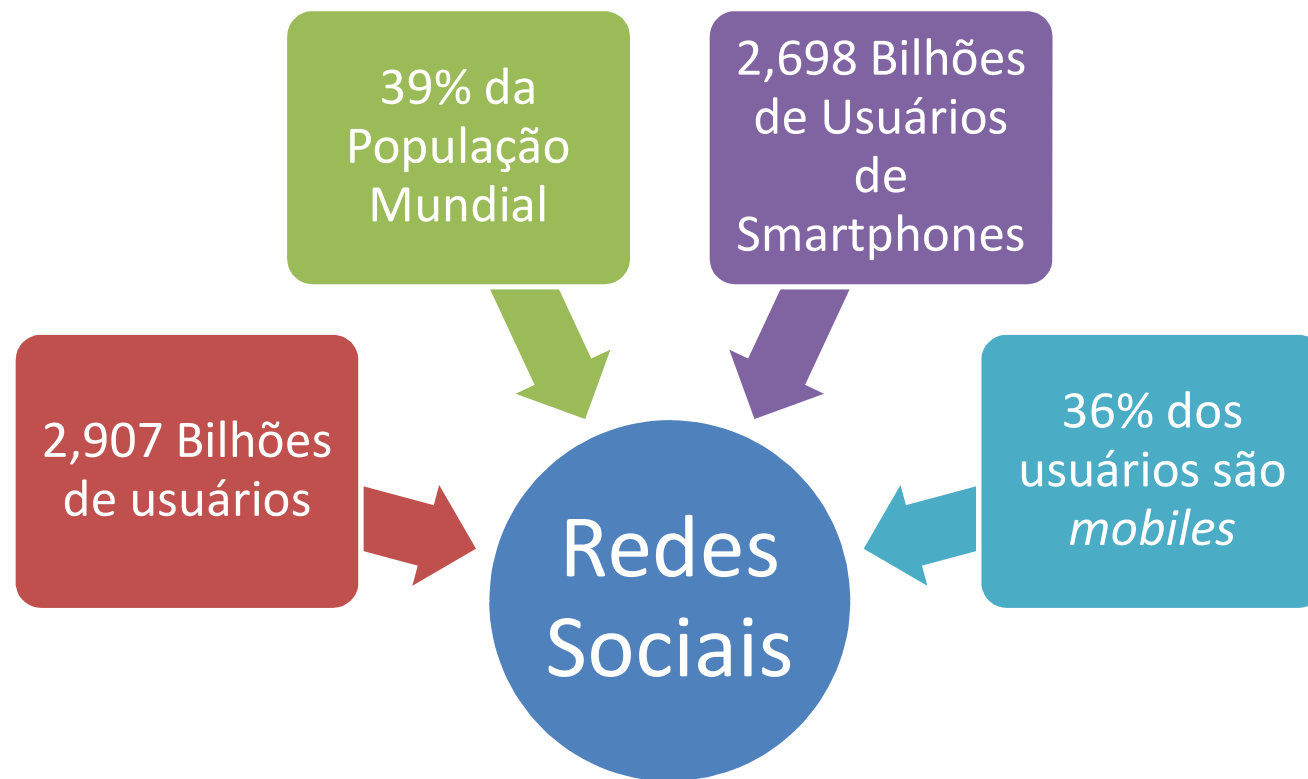 39% da
População
Mundial
2,698 Bilhões
de Usuários
de
Smartphones
2,907 Bilhões
de usuários
36% dos
usuários são
mobiles
Redes
Sociais